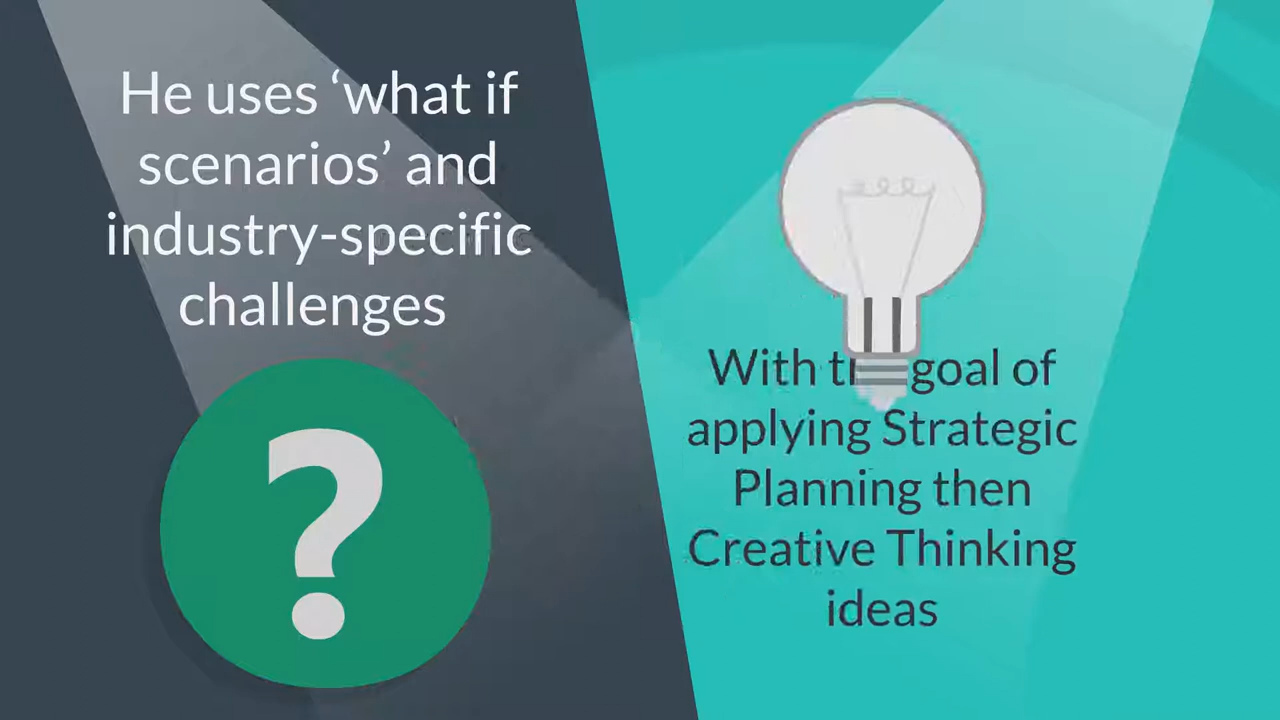 He uses ‘what if
scenarios’ and
industry-specific
challenges
?
With goal of
applying Strategic
Planning then
Creative Thinking
ideas